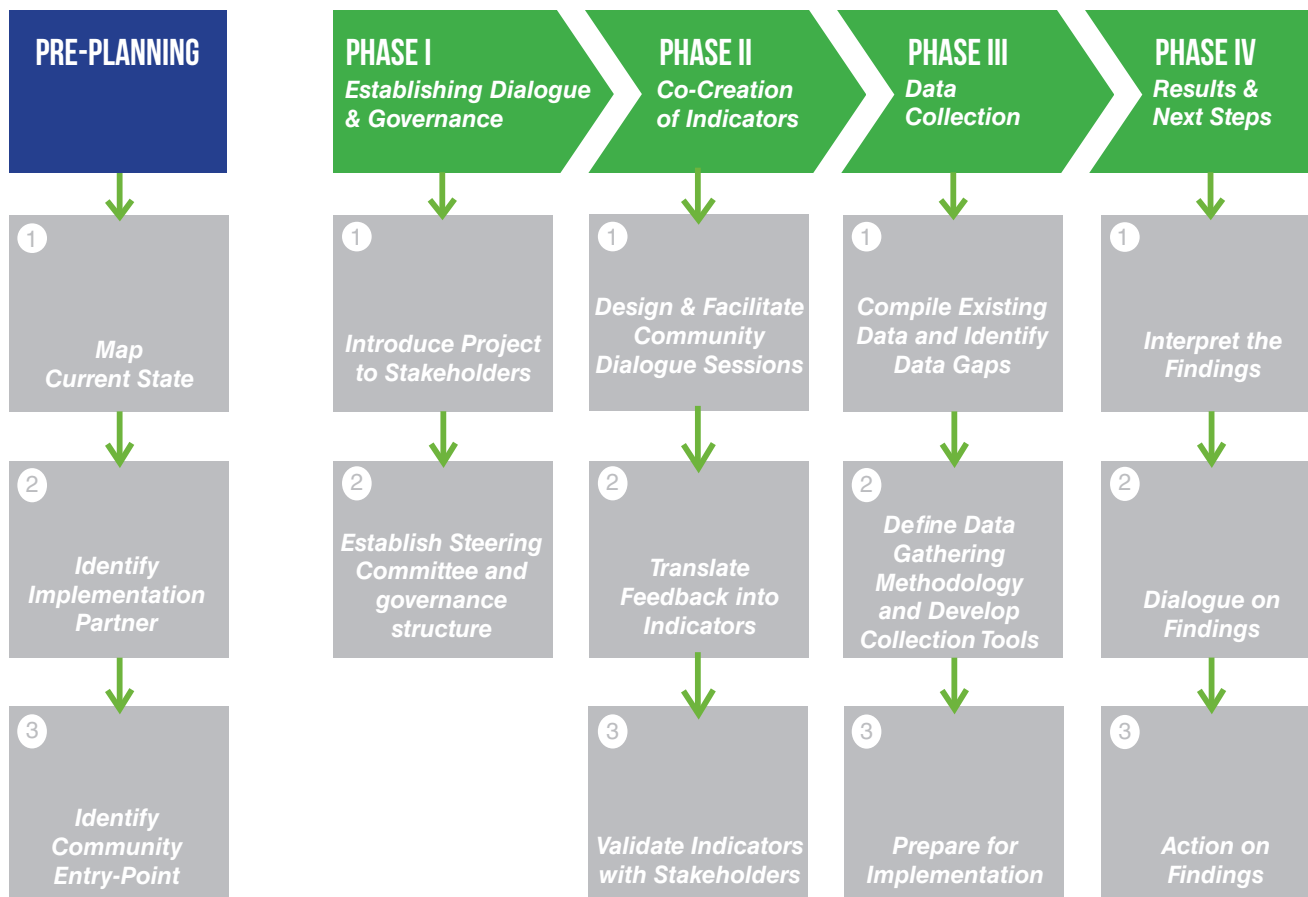 PRE-PLANNING
1
Map
Current State
2
Identify
Implementation
Partner
3
Identify
Community
Entry-Point
PHASE I
Establishing Dialogue
& Governance
1
Introduce Project
to Stakeholders
2
Establish Steering
Committee and
governance
structure
PHASE II
Co-Creation
of Indicators
1
Design & Facilitate
Community
Dialogue Sessions
2
Translate
Feedback into
Indicators
3
Validate Indicators
with Stakeholders
PHASE III
Data
Collection
1
Compile Existing
Data and Identify
Data Gaps
2
Define Data
Gathering
Methodology
and Develop
Collection Tools
3
Prepare for
Implementation
PHASE IV
Results &
Next Steps
1
Interpret the
Findings
2
Dialogue on
Findings
3
Action on
Findings